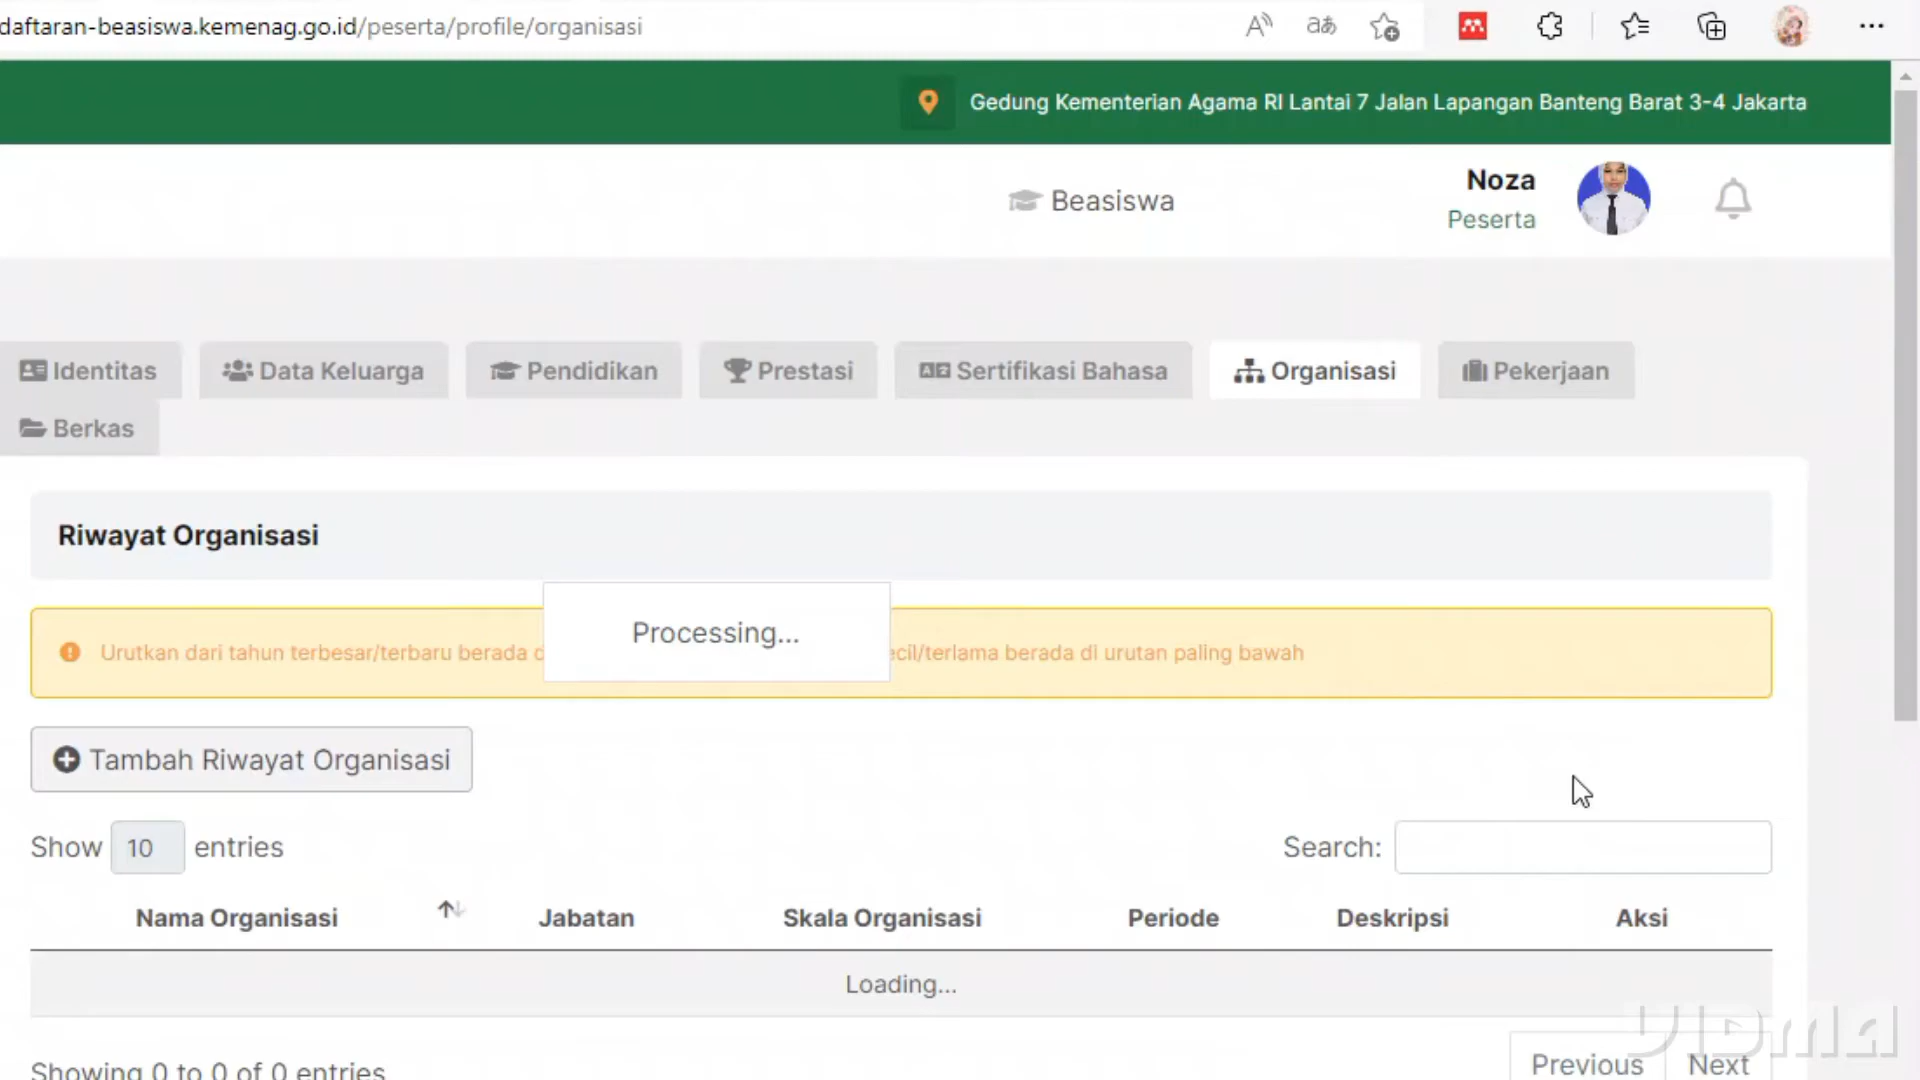 daftaran-beasiswa.kemenag.go.id/peserta/profile/organisasi
Gedung Kementerian Agama RI Lantai 7 Jalan Lapangan Banteng Barat 3-4 Jakarta
Beasiswa
Noza
Peserta
Identitas
Data Keluarga
Pendidikan
Prestasi
Sertifikasi Bahasa
Organisasi
Pekerjaan
Berkas
Riwayat Organisasi
Processing...
Urutkan dari tahun terbesar/terbaru berada d ecil/terlama berada di urutan paling bawah
Tambah Riwayat Organisasi
Show 10 entries
Search:
Nama Organisasi Jabatan Skala Organisasi Periode Deskripsi Aksi
Loading...
Showing 0 to 0 of 0 entries
Previous Next
VIDMA